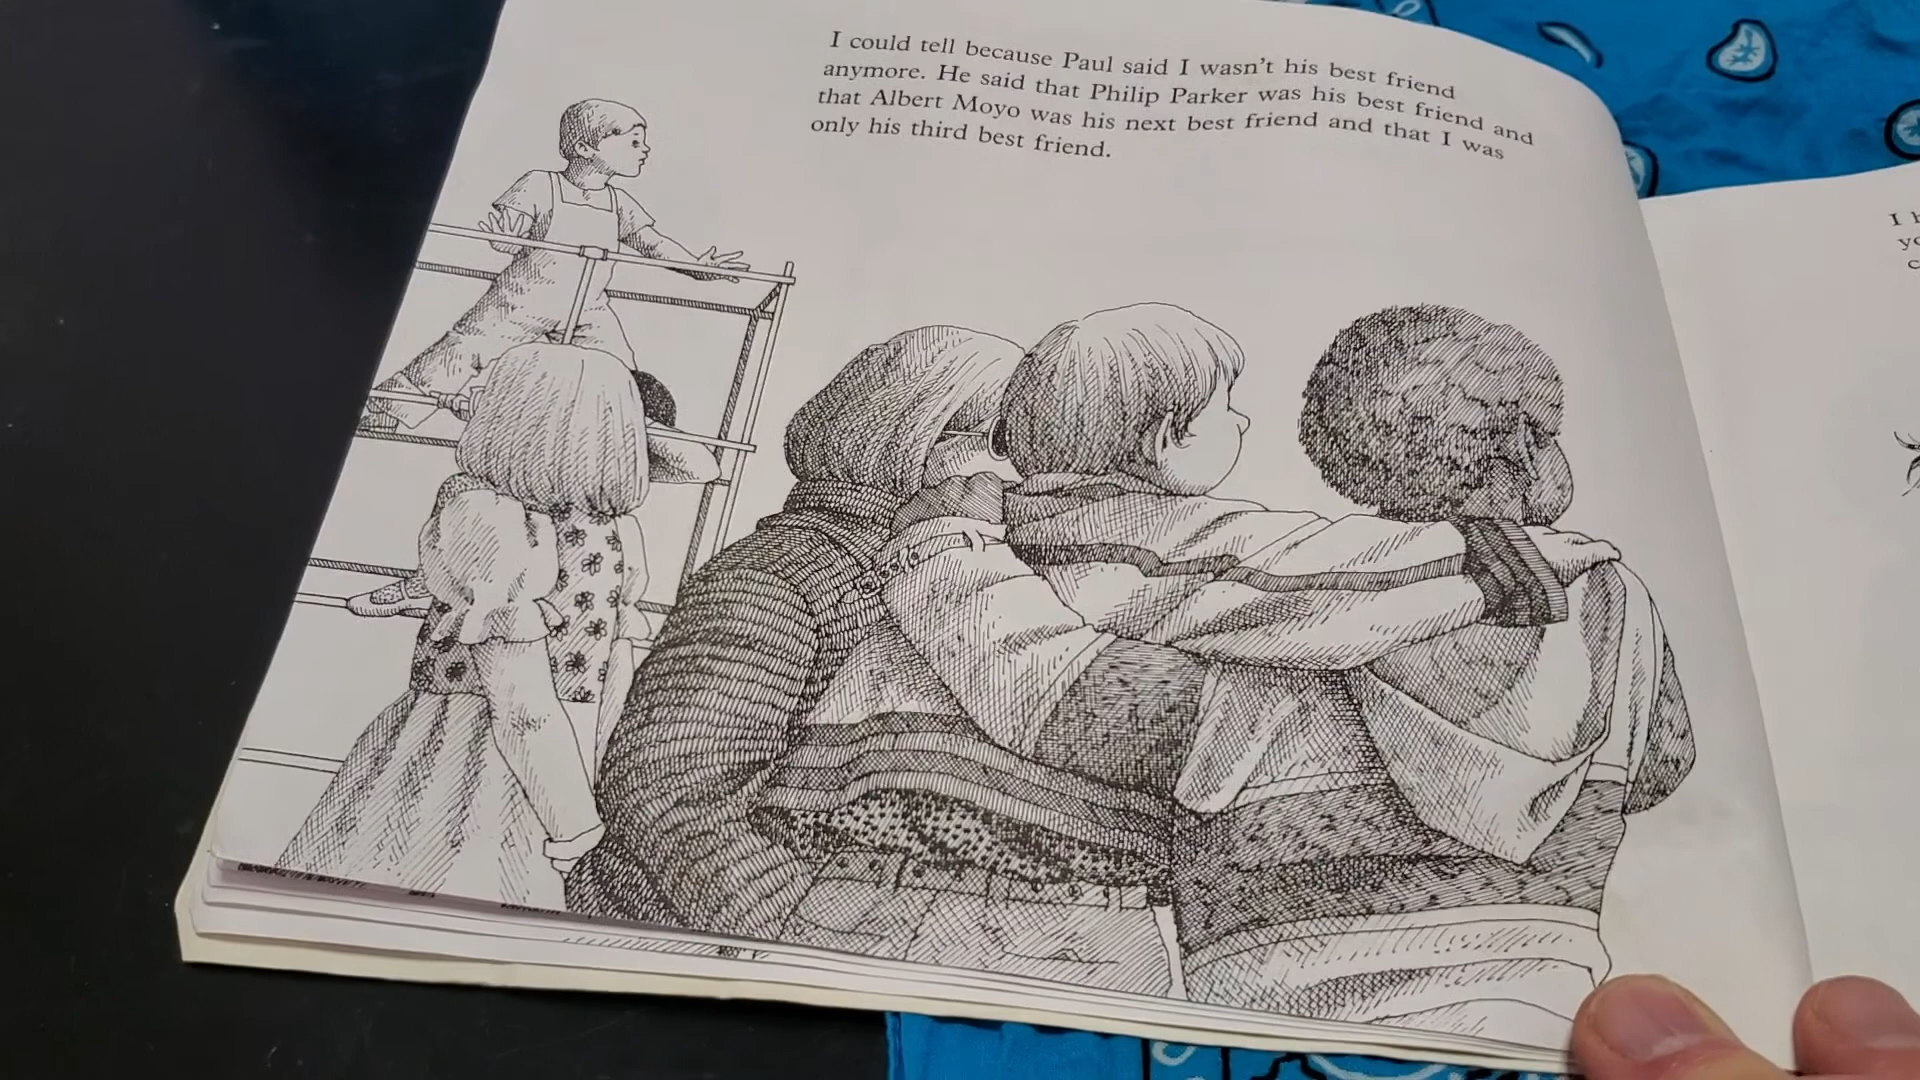 I could tell because Paul said I wasn't his best friend
anymore. He said that Philip Parker was his best friend and
that Albert Moyo was his next best friend and that I was
only his third best friend.
I